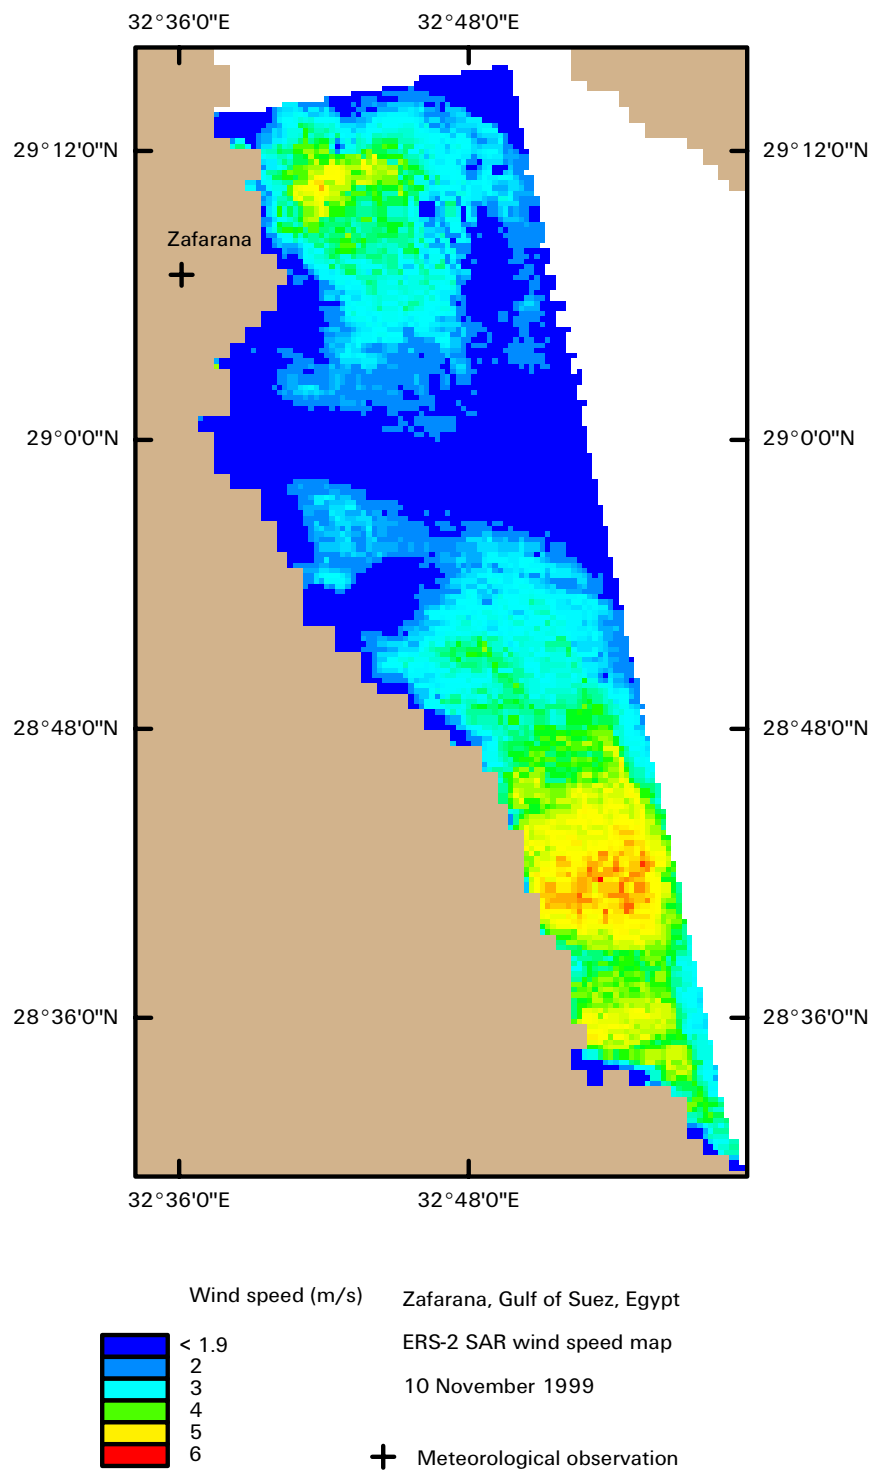 32°36'0"E 32°48'0"E
29°12'0"N 29°12'0"N
Zafarana
29°0'0"N 29°0'0"N
28°48'0"N 28°48'0"N
28°36'0"N 28°36'0"N
32°36'0"E 32°48'0"E
Wind speed (m/s)
< 1.9
2
3
4
5
6
Zafarana, Gulf of Suez, Egypt
ERS-2 SAR wind speed map
10 November 1999
Meteorological observation